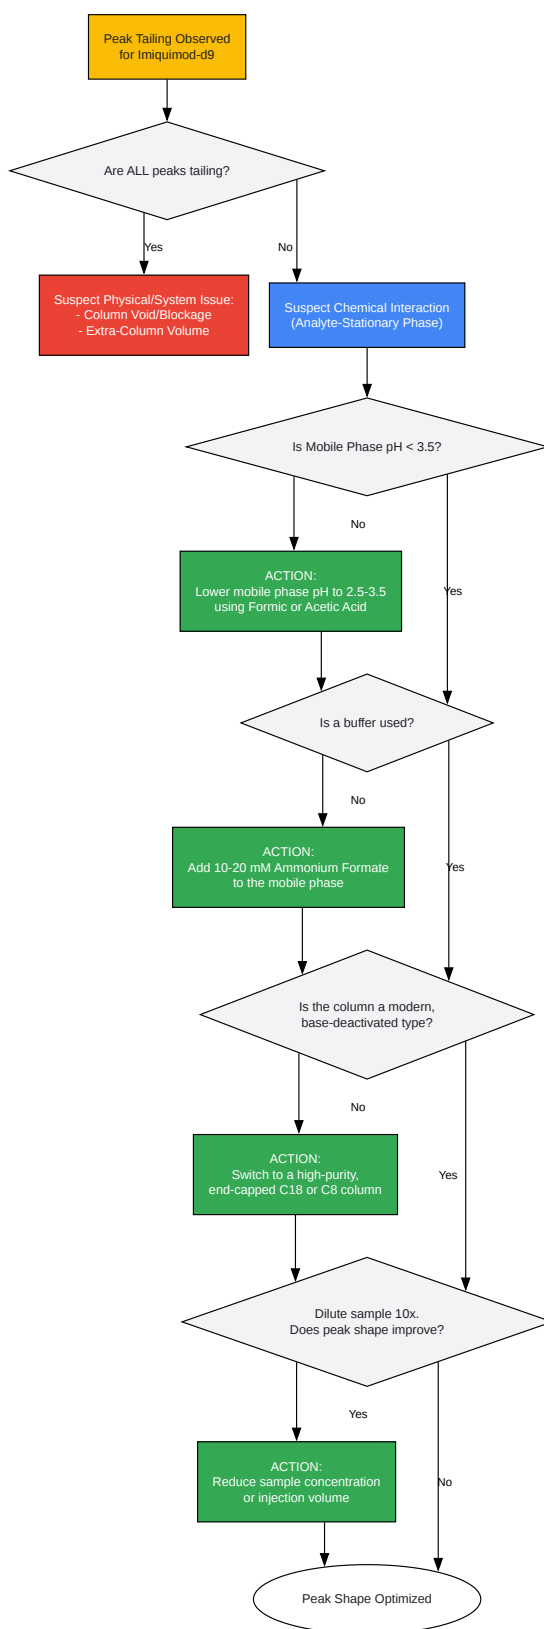 Peak Tailing Observed
for Imiquimod-d9
Are ALL peaks tailing?
Yes
No
Suspect Physical/System Issue:
- Column Void/Blockage
- Extra-Column Volume
Suspect Chemical Interaction
(Analyte-Stationary Phase)
Is Mobile Phase pH < 3.5?
No
ACTION:
Lower mobile phase pH to 2.5-3.5
using Formic or Acetic Acid
Yes
Is a buffer used?
No
ACTION:
Add 10-20 mM Ammonium Formate
to the mobile phase
Yes
Is the column a modern,
base-deactivated type?
No
ACTION:
Switch to a high-purity,
end-capped C18 or C8 column
Yes
Dilute sample 10x.
Does peak shape improve?
Yes
ACTION:
Reduce sample concentration
or injection volume
No
Peak Shape Optimized